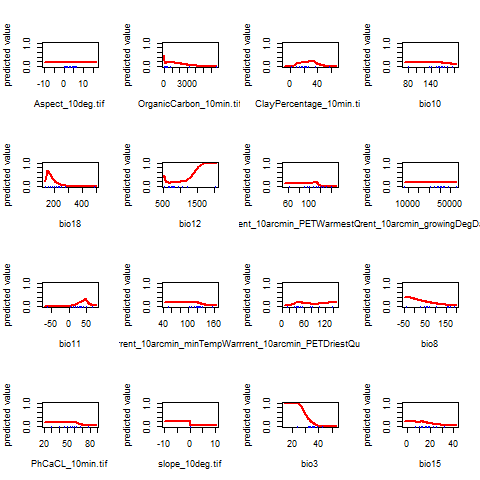 predicted value
0.0 1.0
-10 0 5 15
Aspect_10deg.tif
predicted value
0.0 1.0
0 3000
OrganicCarbon_10min.tif
predicted value
0.0 1.0
0 40
ClayPercentage_10min.ti
predicted value
0.0 1.0
80 140
bio10
predicted value
0.0 1.0
200 400
bio18
predicted value
0.0 1.0
500 1500
bio12
predicted value
0.0 1.0
60 100
ent_10arcmin_PETWarmestQ
predicted value
0.0 1.0
10000 50000
rent_10arcmin_growingDegD
predicted value
0.0 1.0
-50 0 50
bio11
predicted value
0.0 1.0
40 100 160
rent_10arcmin_minTempWar
predicted value
0.0 1.0
0 40 100
rrent_10arcmin_PETDriestQu
predicted value
0.0 1.0
-50 50 150
bio8
predicted value
0.0 1.0
20 40 60 80
PhCaCL_10min.tif
predicted value
0.0 1.0
-10 0 5 10
slope_10deg.tif
predicted value
0.0 1.0
20 40
bio3
predicted value
0.0 1.0
0 20 40
bio15